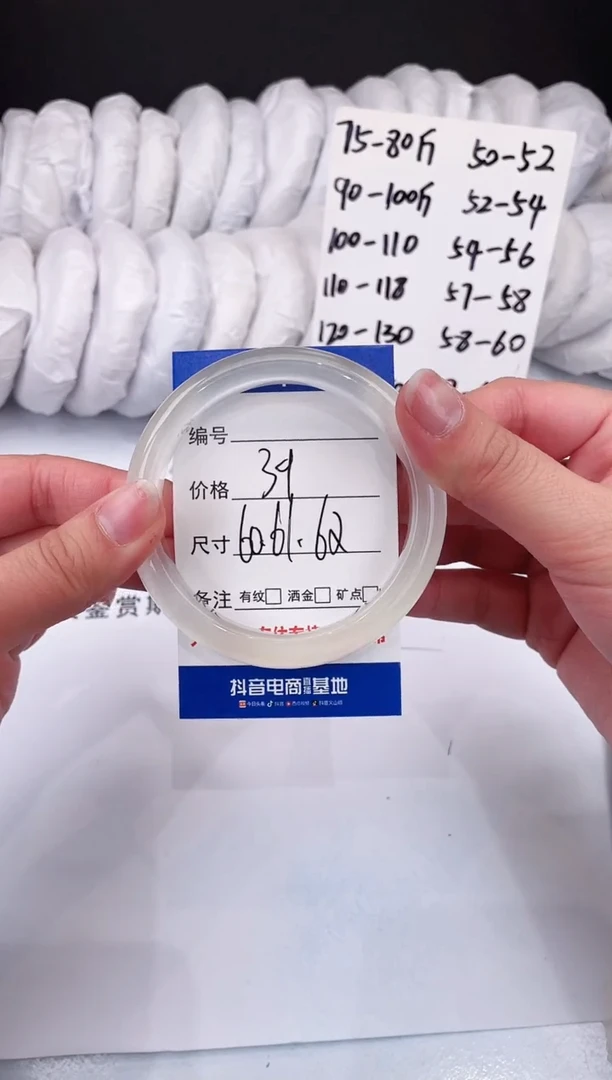 75-80斤 50-52
90-100斤 52-54
100-110 54-56
110-118 57-58
120-130 58-60
编号
价格 39
尺寸 60.61.62
备注 有纹 洒金 矿点
抖音电商直播基地